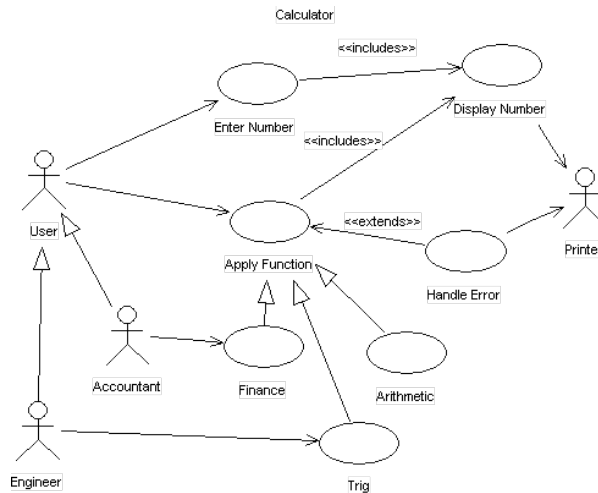 Calculator
<<includes>>
Enter Number
Display Number
<<includes>>
User
<<extends>>
Printe
Apply Function
Handle Error
Accountant
Finance
Arithmetic
Engineer
Trig